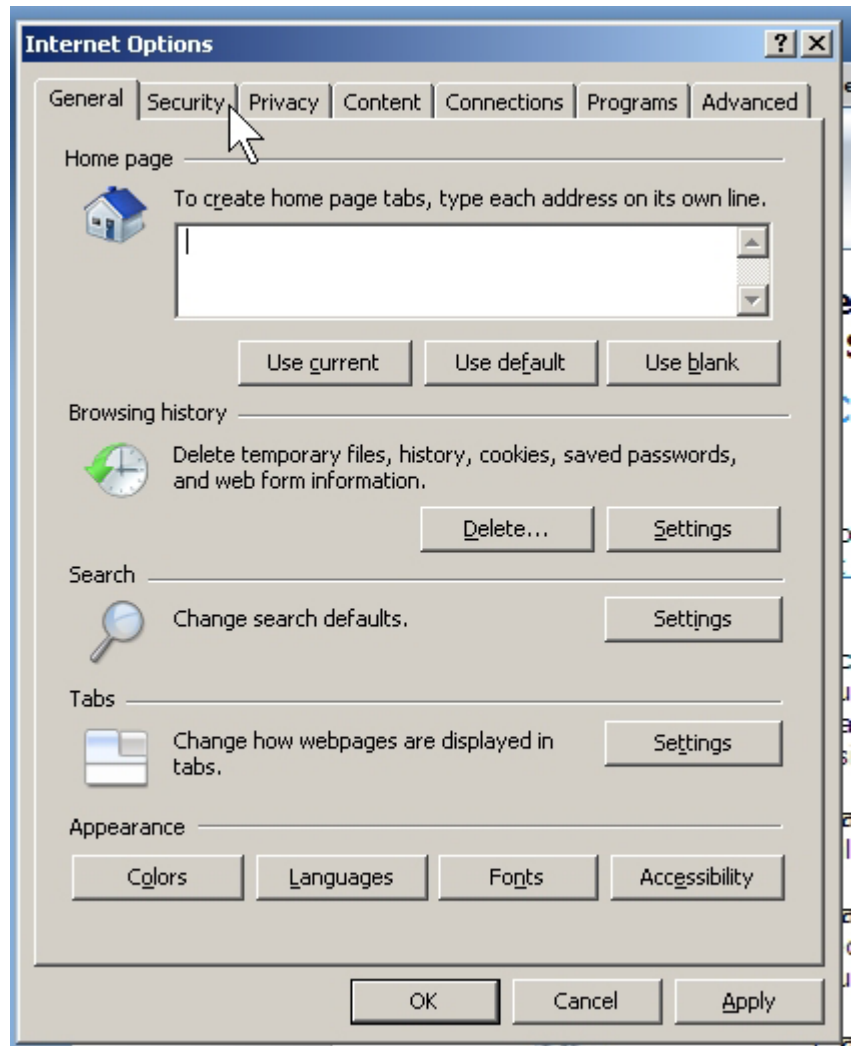 Internet Options
General Security Privacy Content Connections Programs Advanced
Home page
To create home page tabs, type each address on its own line.
Use current Use default Use blank
Browsing history
Delete temporary files, history, cookies, saved passwords,
and web form information.
Delete... Settings
Search
Change search defaults. Settings
Tabs
Change how webpages are displayed in
tabs.
Settings
Appearance
Colors Languages Fonts Accessibility
OK Cancel Apply